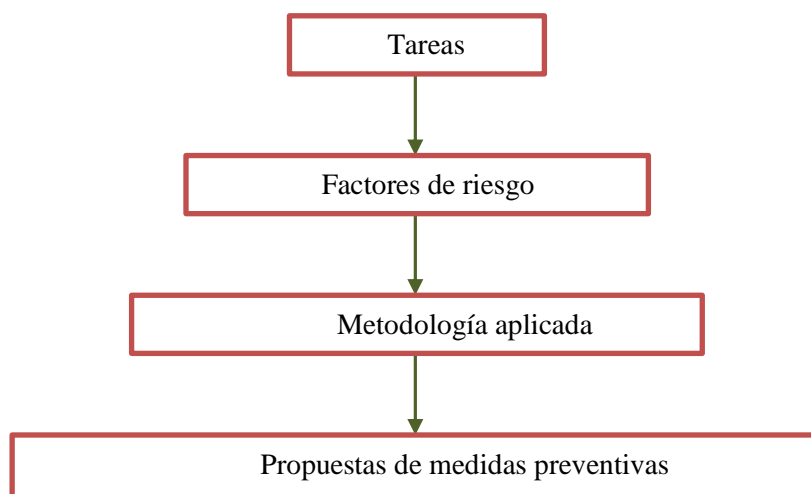 Tareas
Factores de riesgo
Metodología aplicada
Propuestas de medidas preventivas